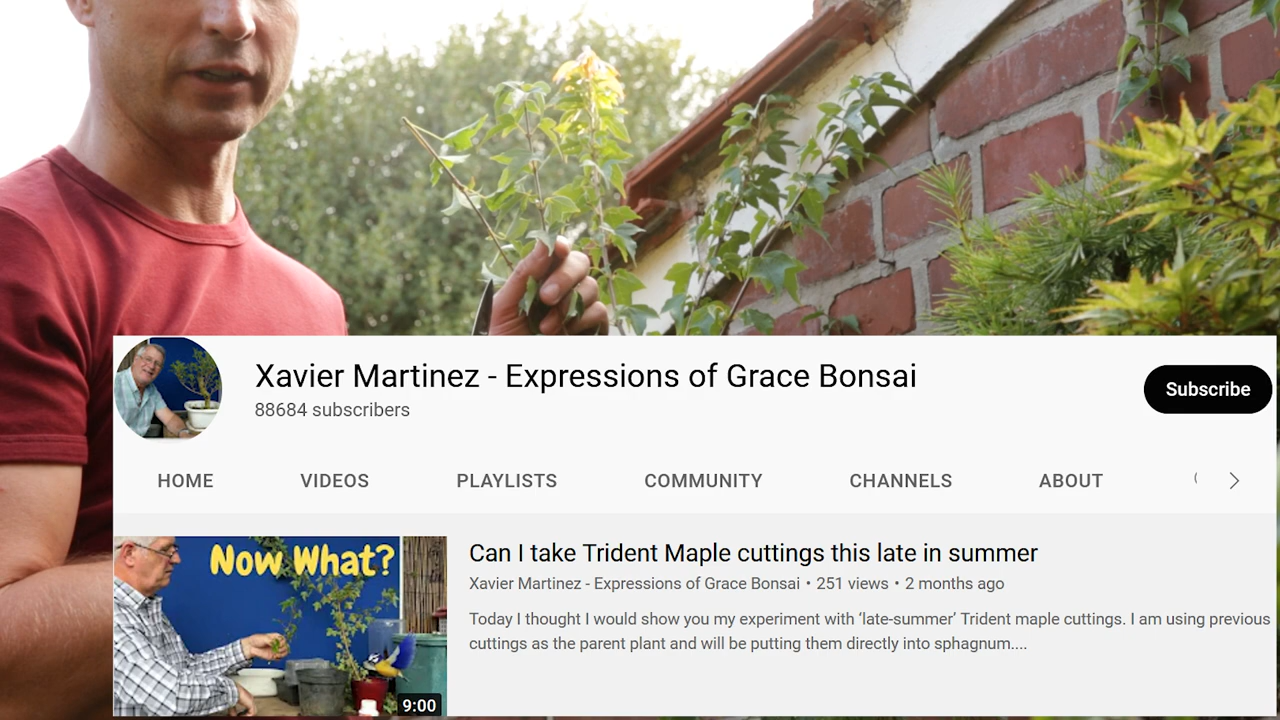 Xavier Martinez - Expressions of Grace Bonsai
88684 subscribers
Subscribe
HOME VIDEOS PLAYLISTS COMMUNITY CHANNELS ABOUT
Now What?
9:00
Can I take Trident Maple cuttings this late in summer
Xavier Martinez - Expressions of Grace Bonsai • 251 views • 2 months ago
Today I thought I would show you my experiment with ‘late-summer’ Trident maple cuttings. I am using previous
cuttings as the parent plant and will be putting them directly into sphagnum....